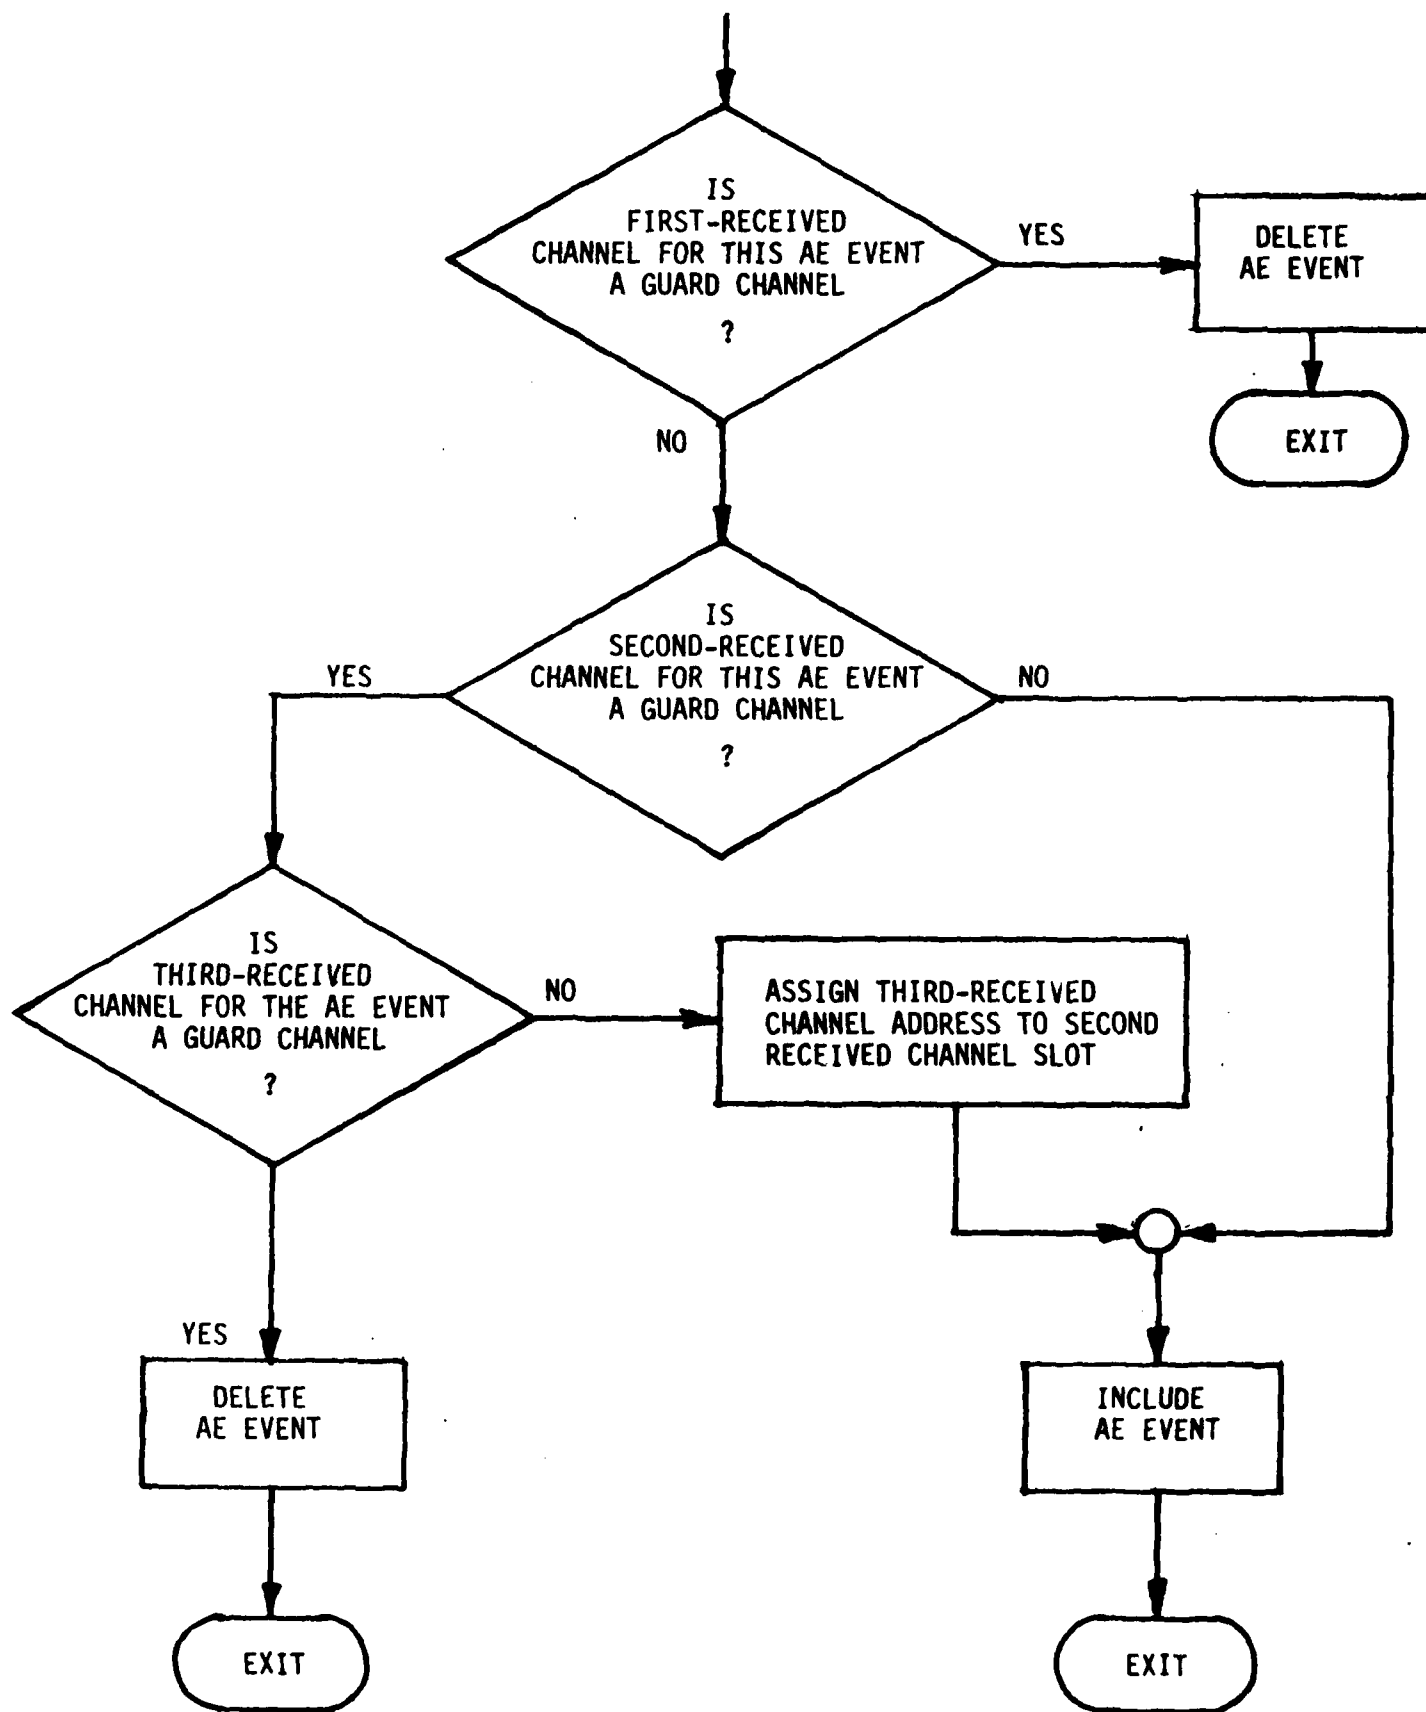 IS
FIRST-RECEIVED
CHANNEL FOR THIS AE EVENT
A GUARD CHANNEL
?
YES
DELETE
AE EVENT
EXIT
NO
IS
SECOND-RECEIVED
CHANNEL FOR THIS AE EVENT
A GUARD CHANNEL
?
YES
NO
IS
THIRD-RECEIVED
CHANNEL FOR THE AE EVENT
A GUARD CHANNEL
?
NO
ASSIGN THIRD-RECEIVED
CHANNEL ADDRESS TO SECOND
RECEIVED CHANNEL SLOT
YES
DELETE
AE EVENT
INCLUDE
AE EVENT
EXIT
EXIT